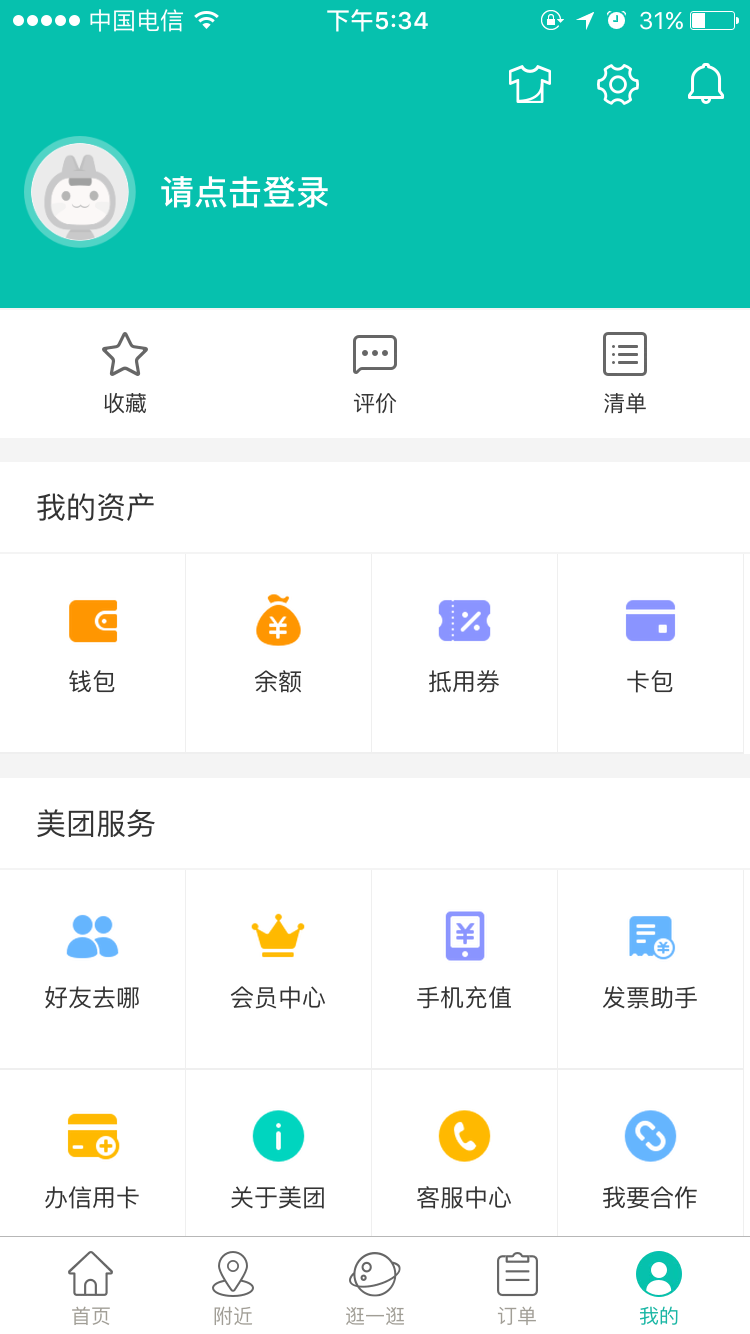 中国电信 下午5:34 31%
请点击登录
收藏 评价 清单
我的资产
钱包 余额 抵用券 卡包
美团服务
好友去哪 会员中心 手机充值 发票助手
办信用卡 关于美团 客服中心 我要合作
首页 附近 逛一逛 订单 我的